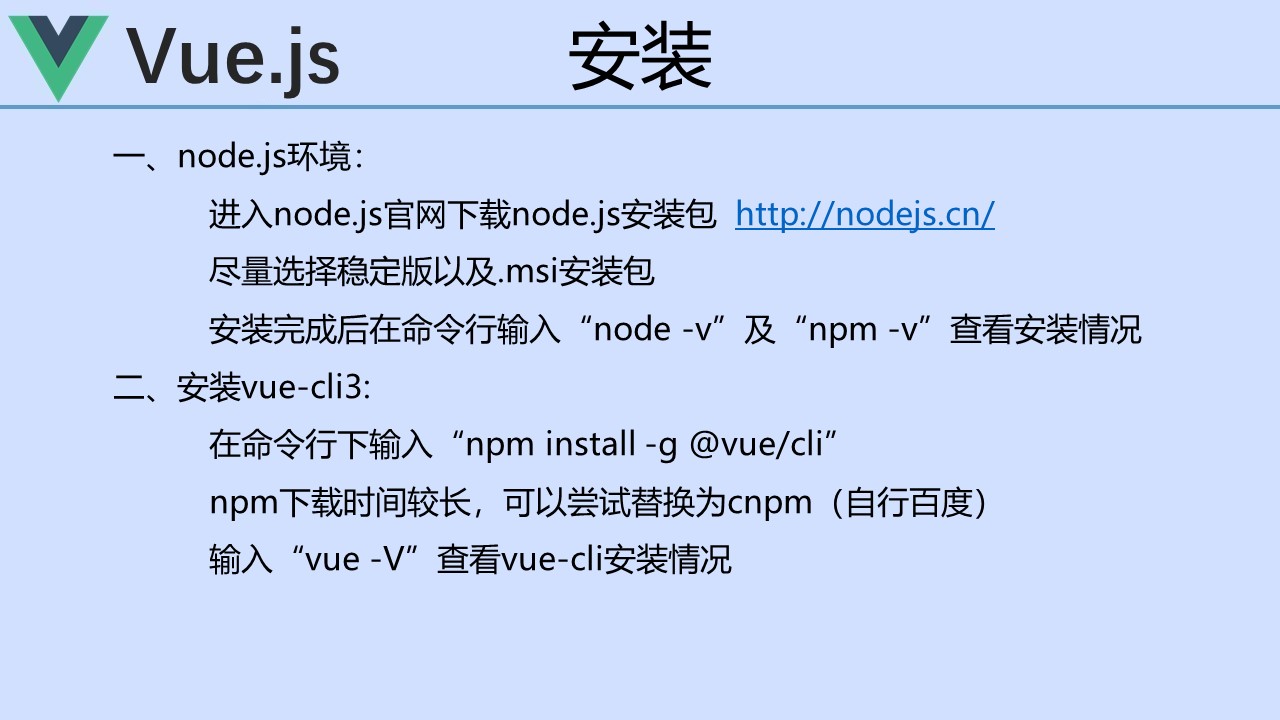 Vue.js
安装
一、node.js环境：
进入node.js官网下载node.js安装包 http://nodejs.cn/
尽量选择稳定版以及.msi安装包
安装完成后在命令行输入“node -v”及“npm -v”查看安装情况
二、安装vue-cli3:
在命令行下输入“npm install -g @vue/cli”
npm下载时间较长，可以尝试替换为cnpm（自行百度）
输入“vue -V”查看vue-cli安装情况